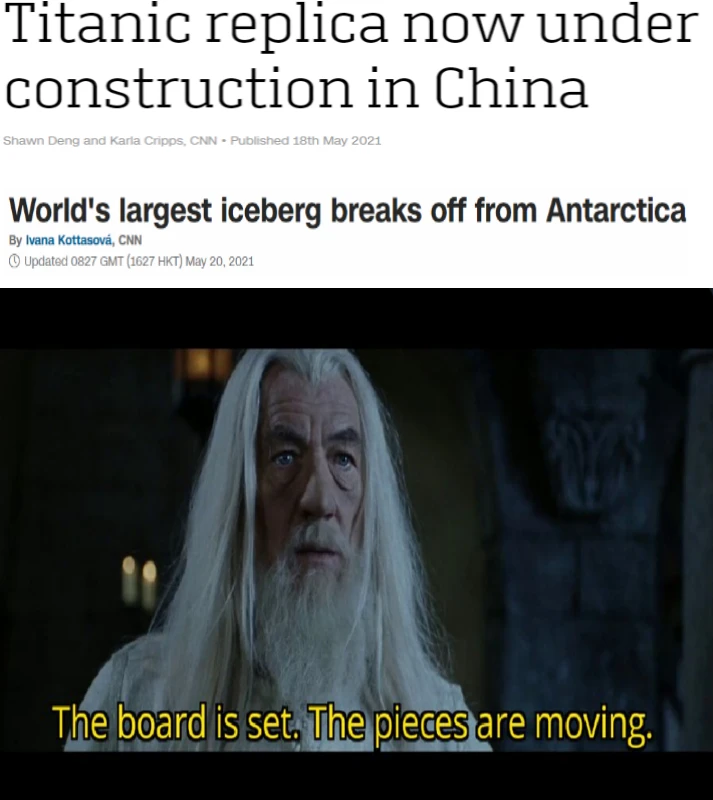 Titanic replica now under
construction in China
Shawn Deng and Karla Cripps, CNN • Published 18th May 2021
World's largest iceberg breaks off from Antarctica
By Ivana Kottasová, CNN
Updated 0827 GMT (1627 HKT) May 20, 2021
The board is set. The pieces are moving.